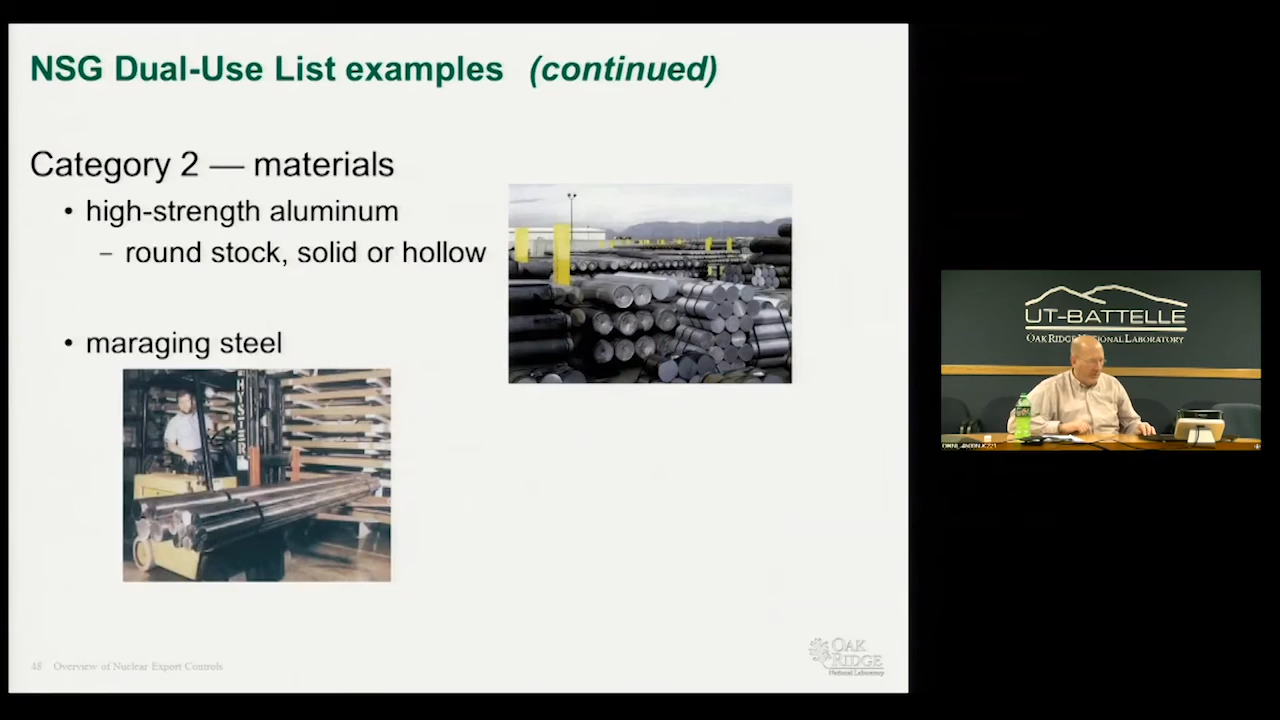 NSG Dual-Use List examples (continued)
Category 2 — materials
• high-strength aluminum
– round stock, solid or hollow
• maraging steel
HYSTER
48 Overview of Nuclear Export Controls
OAK
RIDGE
National Laboratory
UT-BATTELLE
OAK RIDGE NATIONAL LABORATORY